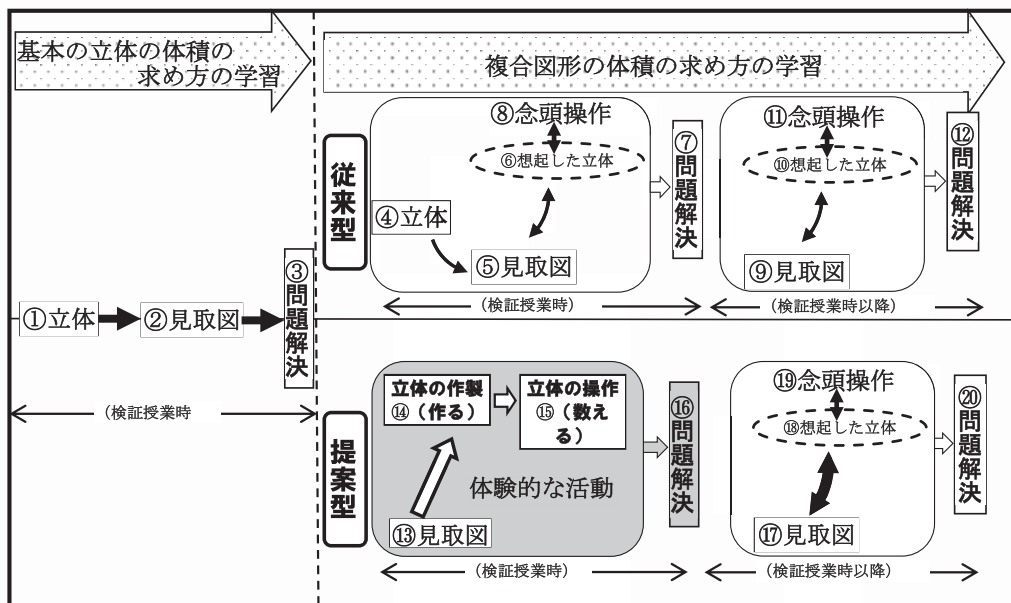 基本の立体の体積の
求め方の学習
複合図形の体積の求め方の学習
①立体
②見取図
③問題解決
(検証授業時
従来型
④立体
⑤見取図
⑥想起した立体
⑧念頭操作
⑦問題解決
(検証授業時)
⑨見取図
⑩想起した立体
⑪念頭操作
⑫問題解決
(検証授業時以降)
提案型
⑬見取図
立体の作製
⑭(作る)
立体の操作
⑮(数え
る)
体験的な活動
⑯問題解決
(検証授業時)
⑰見取図
⑱想起した立体
⑲念頭操作
⑳問題解決
(検証授業時以降)